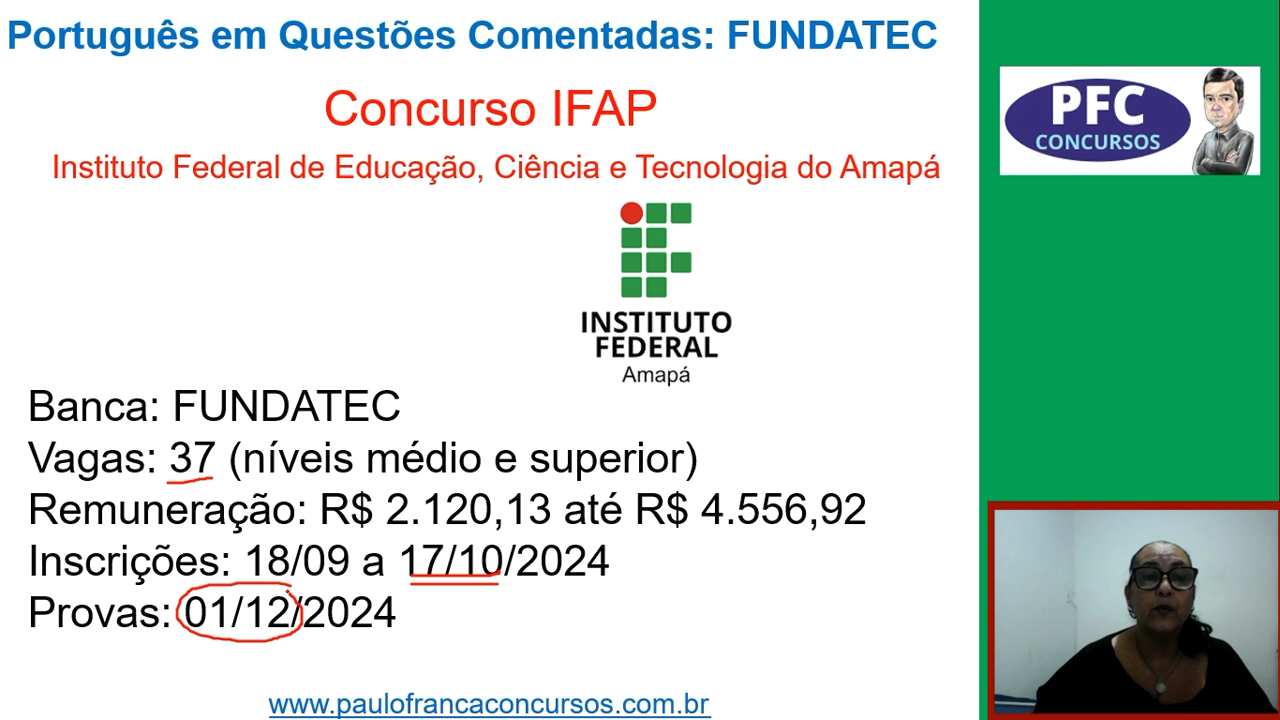 Português em Questões Comentadas: FUNDATEC
Concurso IFAP
Instituto Federal de Educação, Ciência e Tecnologia do Amapá
PFC
CONCURSOS
INSTITUTO
FEDERAL
Amapá
Banca: FUNDATEC
Vagas: 37 (níveis médio e superior)
Remuneração: R$ 2.120,13 até R$ 4.556,92
Inscrições: 18/09 a 17/10/2024
Provas: 01/12/2024
www.paulofrancaconcursos.com.br